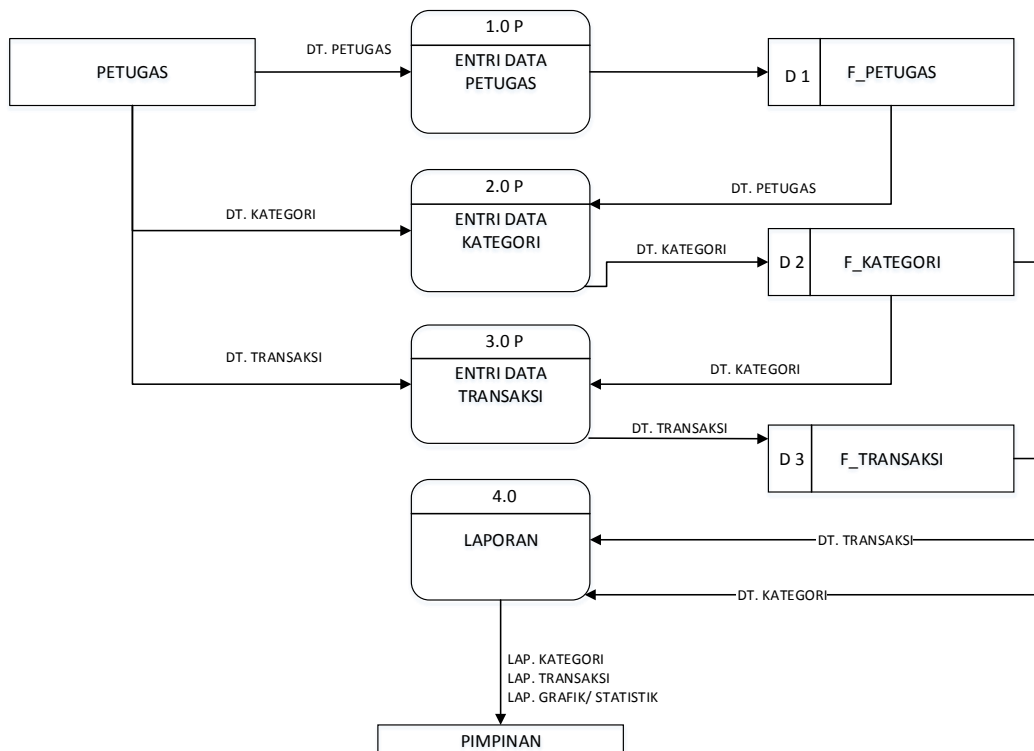 1.0 P
DT. PETUGAS
PETUGAS
ENTRI DATA
PETUGAS
D 1
F_PETUGAS
2.0 P
DT. PETUGAS
DT. KATEGORI
ENTRI DATA
KATEGORI
DT. KATEGORI
D 2
F_KATEGORI
3.0 P
DT. TRANSAKSI
ENTRI DATA
TRANSAKSI
DT. KATEGORI
DT. TRANSAKSI
D 3
F_TRANSAKSI
4.0
LAPORAN
DT. TRANSAKSI
DT. KATEGORI
LAP. KATEGORI
LAP. TRANSAKSI
LAP. GRAFIK/ STATISTIK
PIMPINAN